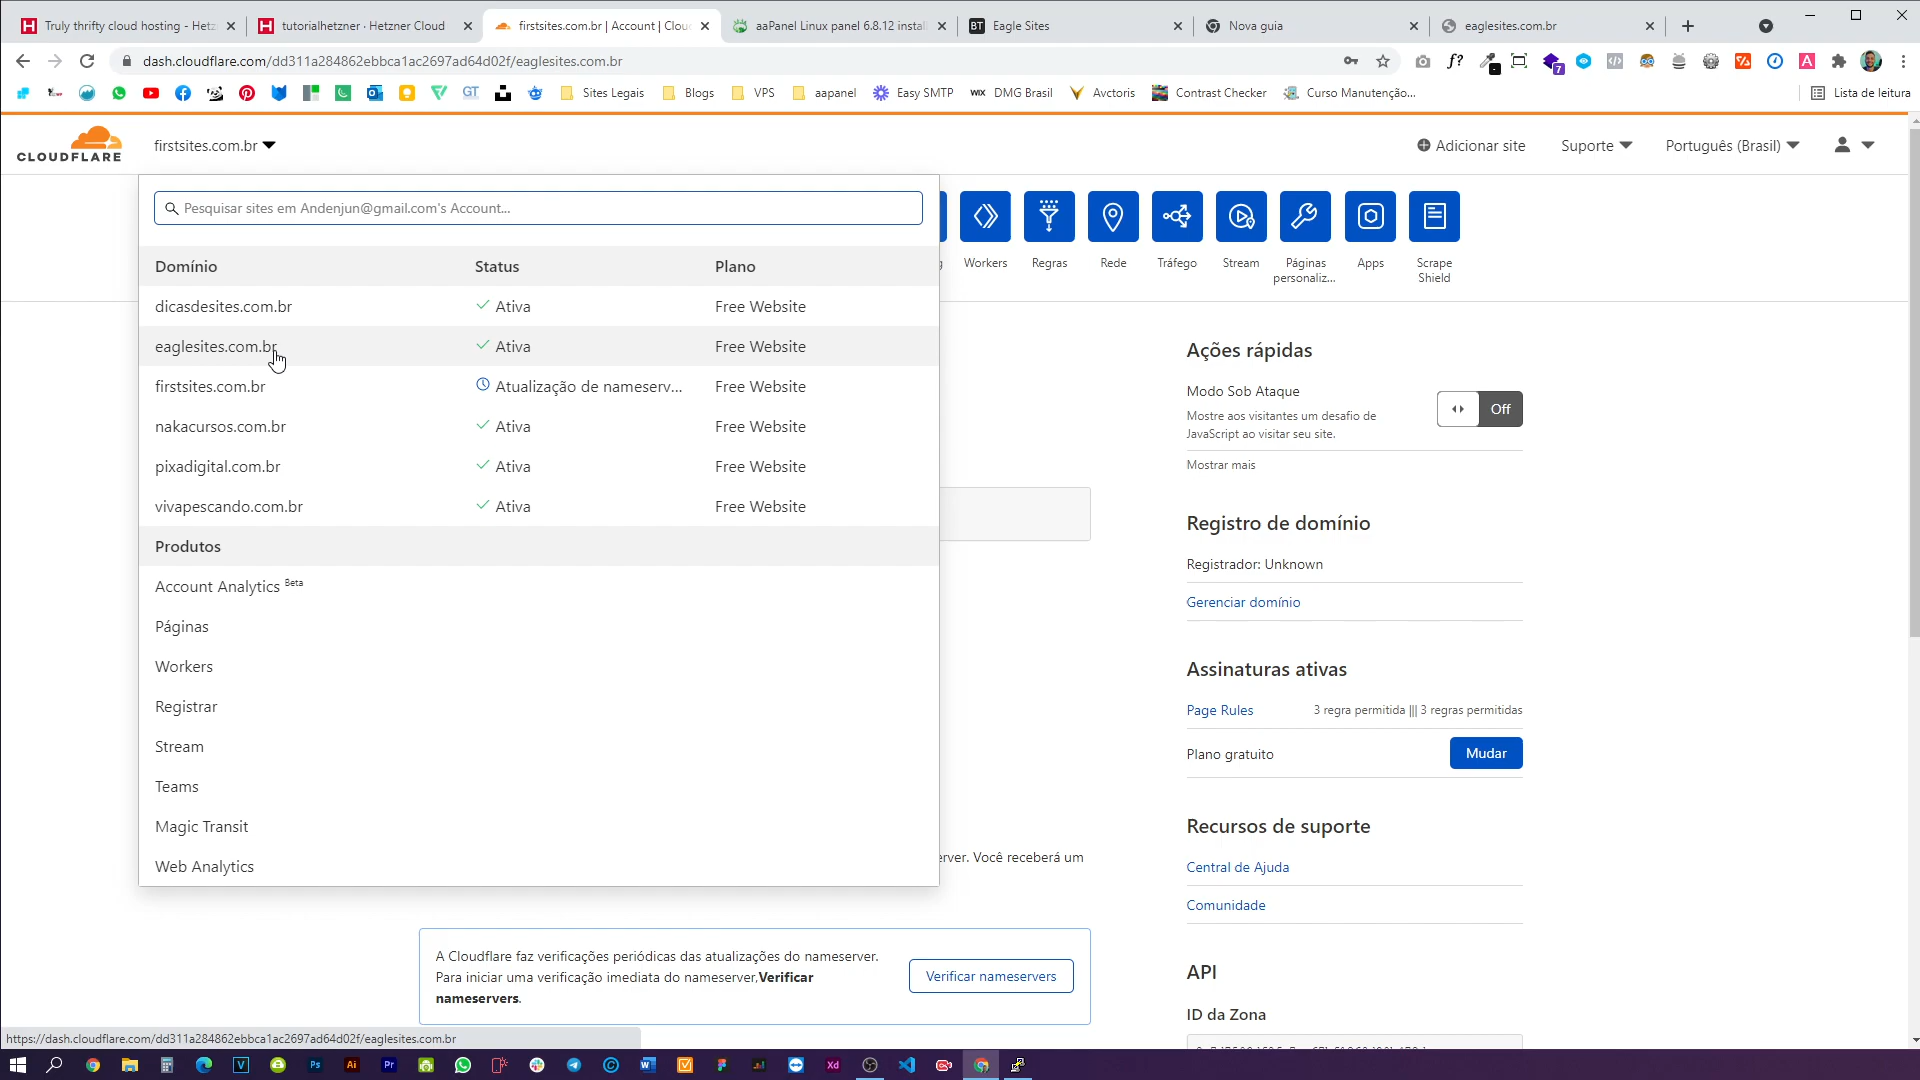 Truly thrifty cloud hosting - Hetz
tutorialhetzner · Hetzner Cloud
firstsites.com.br | Account | Clou
aaPanel Linux panel 6.8.12 instal
BT
Eagle Sites
Nova guia
eaglesites.com.br
dash.cloudflare.com/dd311a284862ebbca1ac2697ad64d02f/eaglesites.com.br
f?
7
A
GT
Sites Legais
Blogs
VPS
aapanel
Easy SMTP
WIX
DMG Brasil
Avctoris
Contrast Checker
Curso Manutenção...
Lista de leitura
CLOUDFLARE
firstsites.com.br
Adicionar site
Suporte
Português (Brasil)
Pesquisar sites em Andenjun@gmail.com's Account...
Workers
Regras
Rede
Tráfego
Stream
Páginas
personaliz...
Apps
Scrape
Shield
Domínio
Status
Plano
dicasdesites.com.br
Ativa
Free Website
eaglesites.com.br
Ativa
Free Website
firstsites.com.br
Atualização de nameserv...
Free Website
nakacursos.com.br
Ativa
Free Website
pixadigital.com.br
Ativa
Free Website
vivapescando.com.br
Ativa
Free Website
Produtos
Account Analytics Beta
Páginas
Workers
Registrar
Stream
Teams
Magic Transit
Web Analytics
erver. Você receberá um
A Cloudflare faz verificações periódicas das atualizações do nameserver.
Para iniciar uma verificação imediata do nameserver,Verificar
nameservers.
Verificar nameservers
Ações rápidas
Modo Sob Ataque
Mostre aos visitantes um desafio de
JavaScript ao visitar seu site.
Off
Mostrar mais
Registro de domínio
Registrador: Unknown
Gerenciar domínio
Assinaturas ativas
Page Rules
3 regra permitida |||| 3 regras permitidas
Plano gratuito
Mudar
Recursos de suporte
Central de Ajuda
Comunidade
API
ID da Zona
https://dash.cloudflare.com/dd311a284862ebbca1ac2697ad64d02f/eaglesites.com.br
Ps
Ai
Pr
Xd